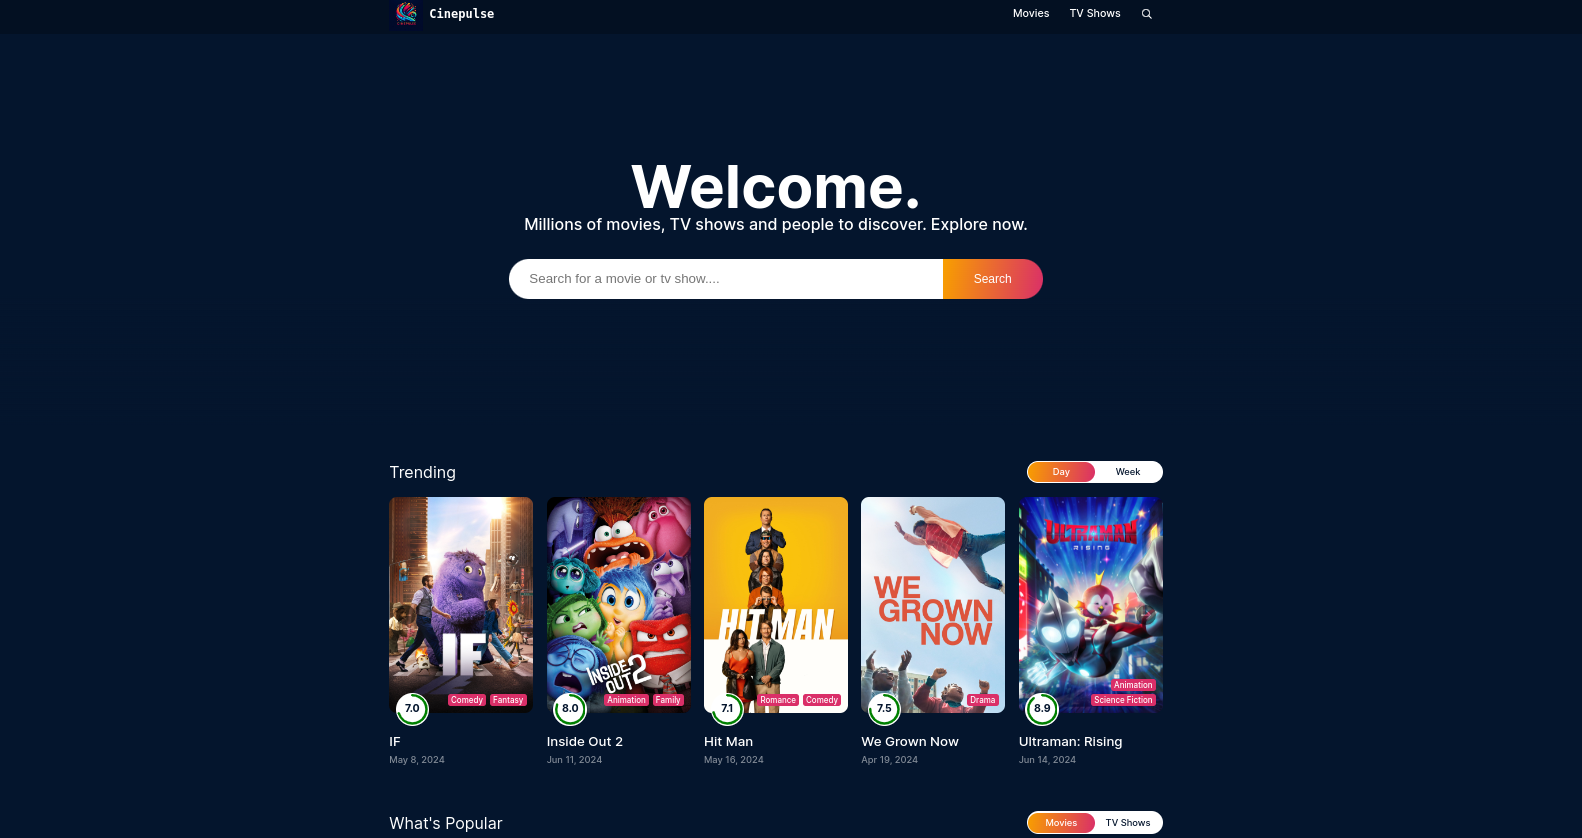 Cinepulse
Movies
TV Shows
Welcome.
Millions of movies, TV shows and people to discover. Explore now.
Search for a movie or tv show....
Search
Trending
Day
Week
IF
7.0
Comedy
Fantasy
IF
May 8, 2024
INSIDE
OUT 2
8.0
Animation
Family
Inside Out 2
Jun 11, 2024
HIT MAN
7.1
Romance
Comedy
Hit Man
May 16, 2024
WE
GROWN
NOW
7.5
Drama
We Grown Now
Apr 19, 2024
ULTRAMAN
RISING
Animation
8.9
Science Fiction
Ultraman: Rising
Jun 14, 2024
What's Popular
Movies
TV Shows